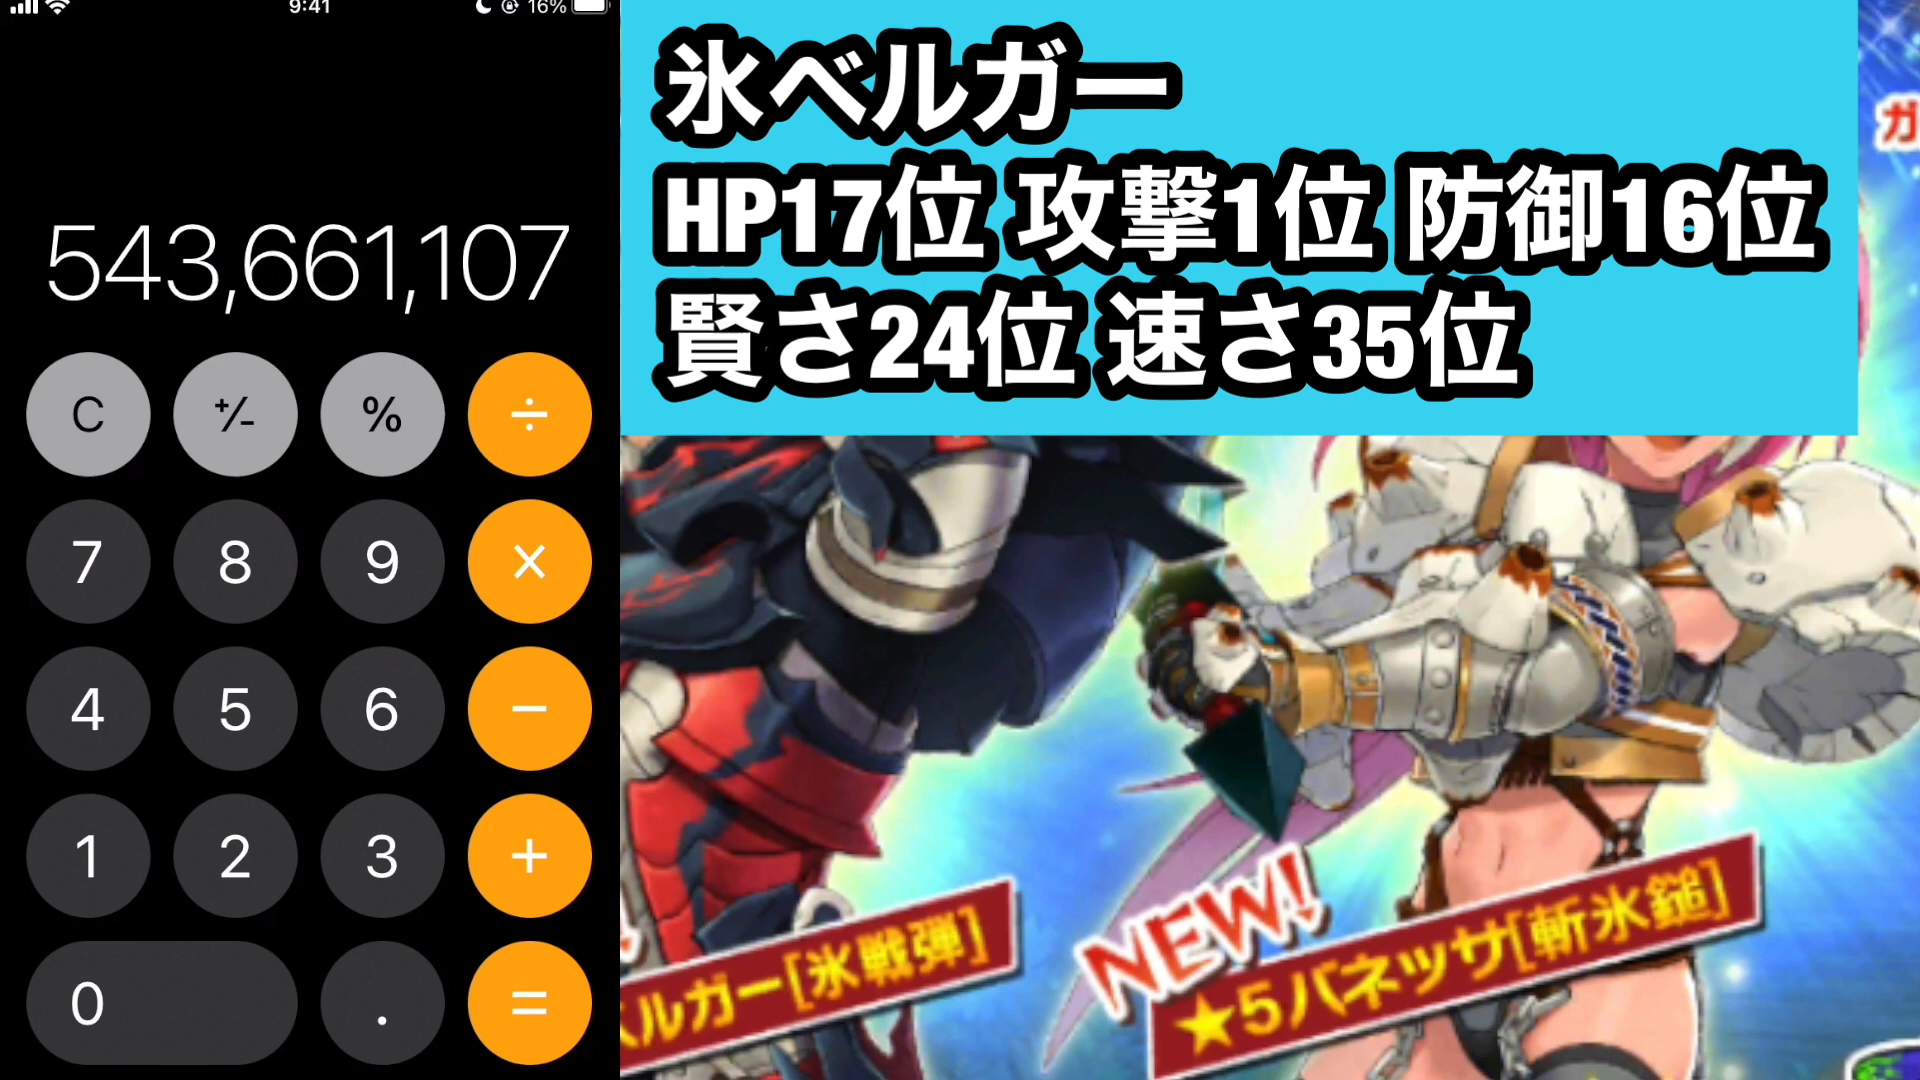 9:41
16%
543,661,107
C +/- % ÷
7 8 9 ×
4 5 6 −
1 2 3 +
0 . =
氷ベルガー
HP17位 攻撃1位 防御16位
賢さ24位 速さ35位
ガ
ベルガー[氷戦弾]
NEW!
★5バネッサ[斬氷鎚]